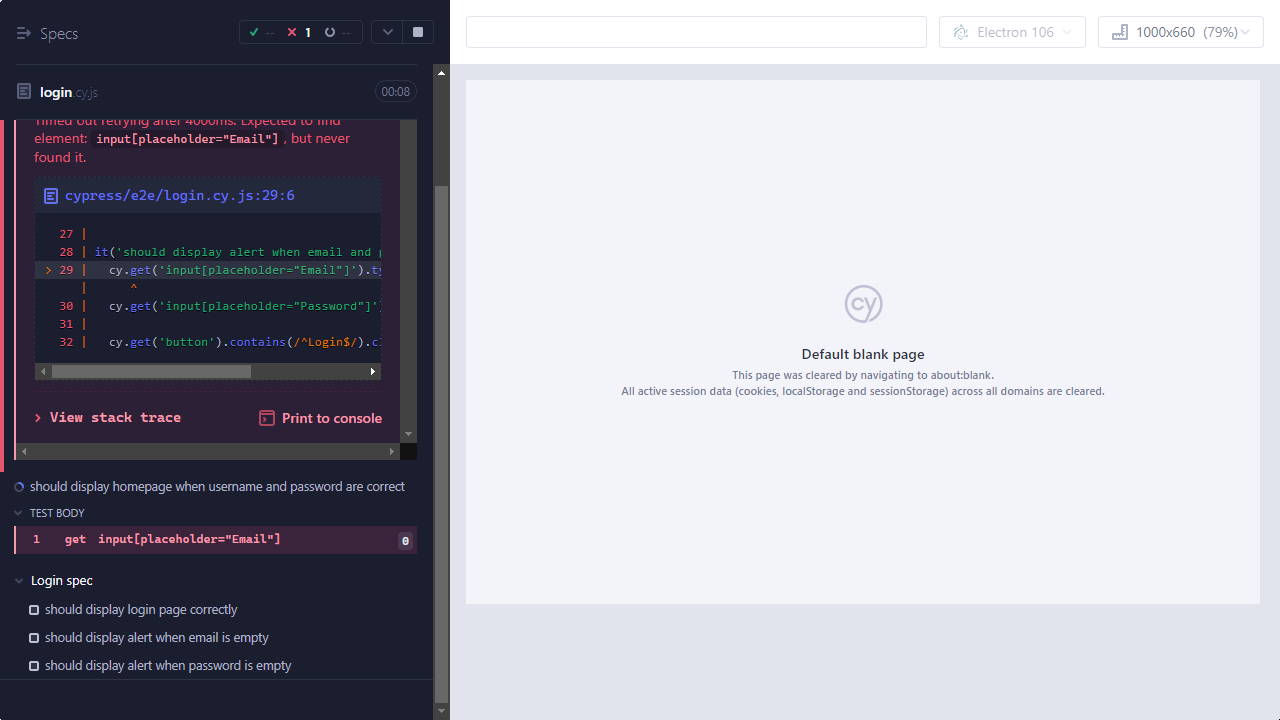 Specs
-- 1 --
login.cy.js
00:08
Timed out retrying after 4000ms. Expected to find
element: input[placeholder="Email"], but never
found it.
cypress/e2e/login.cy.js:29:6
27 |
28 | it('should display alert when email and p
> 29 |   cy.get('input[placeholder="Email"]').ty
|      ^
30 |   cy.get('input[placeholder="Password"]')
31 |
32 |   cy.get('button').contains(/^Login$/).cl
View stack trace
Print to console
should display homepage when username and password are correct
TEST BODY
1 get input[placeholder="Email"] 0
Login spec
should display login page correctly
should display alert when email is empty
should display alert when password is empty
Electron 106
1000x660 (79%)
cy
Default blank page
This page was cleared by navigating to about:blank.
All active session data (cookies, localStorage and sessionStorage) across all domains are cleared.